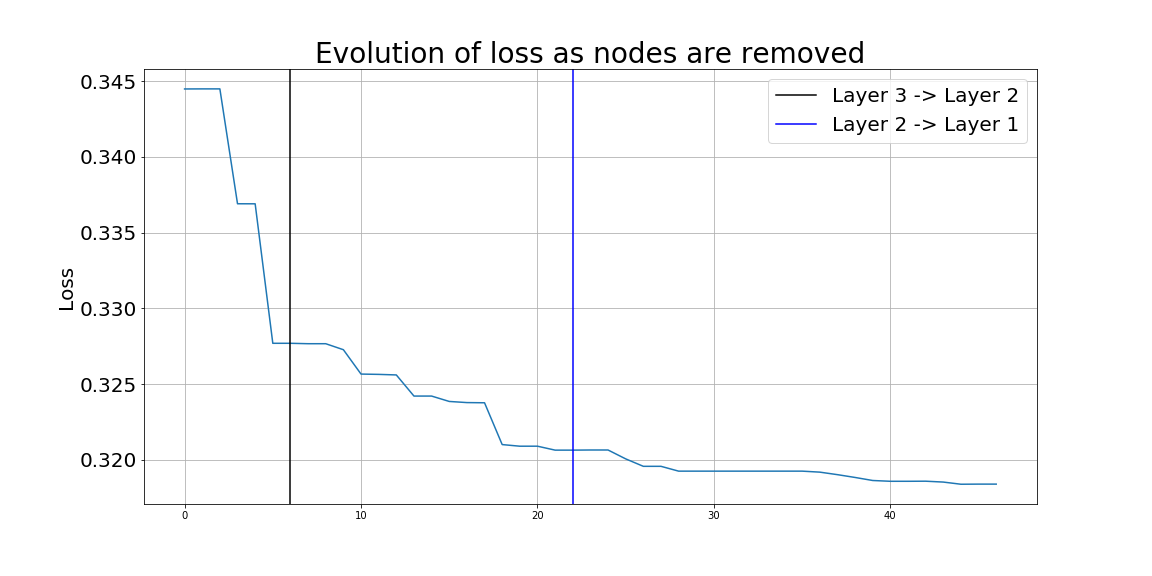 Evolution of loss as nodes are removed
Layer 3 -> Layer 2
Layer 2 -> Layer 1
Loss
0.345
0.340
0.335
0.330
0.325
0.320
0
10
20
30
40